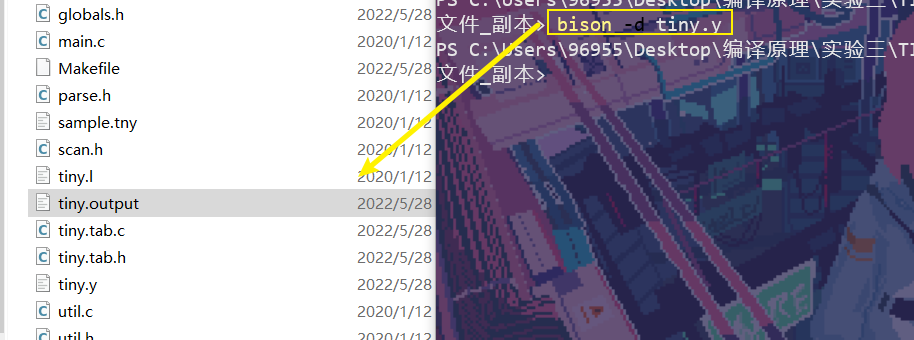 globals.h 2022/5/28
main.c 2020/1/12
Makefile 2022/5/28
parse.h 2020/1/12
sample.tny 2020/1/12
scan.h 2020/1/12
tiny.l 2020/1/12
tiny.output 2022/5/28
tiny.tab.c 2022/5/28
tiny.tab.h 2022/5/28
tiny.y 2022/5/28
util.c 2020/1/12
util.h 2020/1/12
PS C:\Users\96955\Desktop\编译原理\实验三\TI
文件_副本> bison -d tiny.y
PS C:\Users\96955\Desktop\编译原理\实验三\TI
文件_副本>